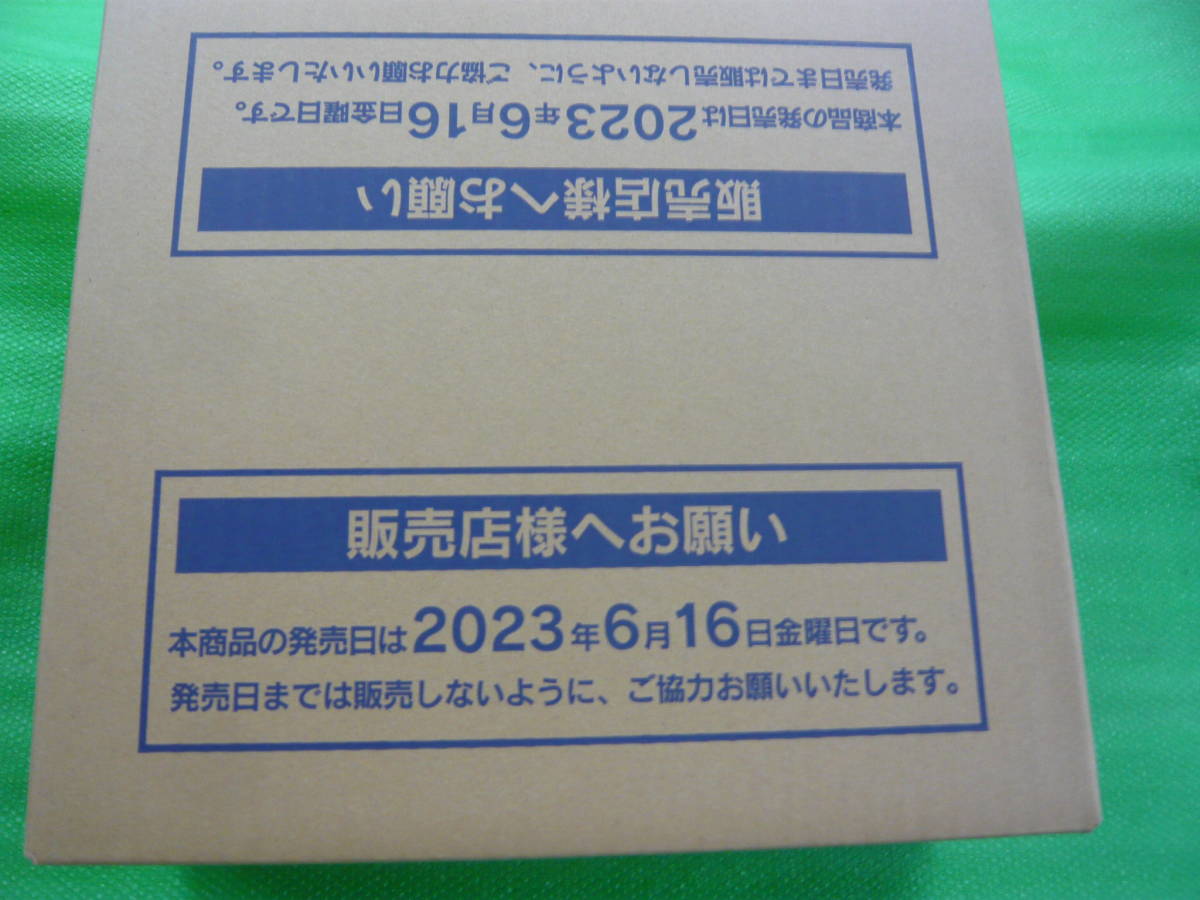 発売日までは販売しないように、ご協力お願いいたします。
本商品の発売日は2023年6月16日金曜日です。
販売店様へお願い
販売店様へお願い
本商品の発売日は2023年6月16日金曜日です。
発売日までは販売しないように、ご協力お願いいたします。